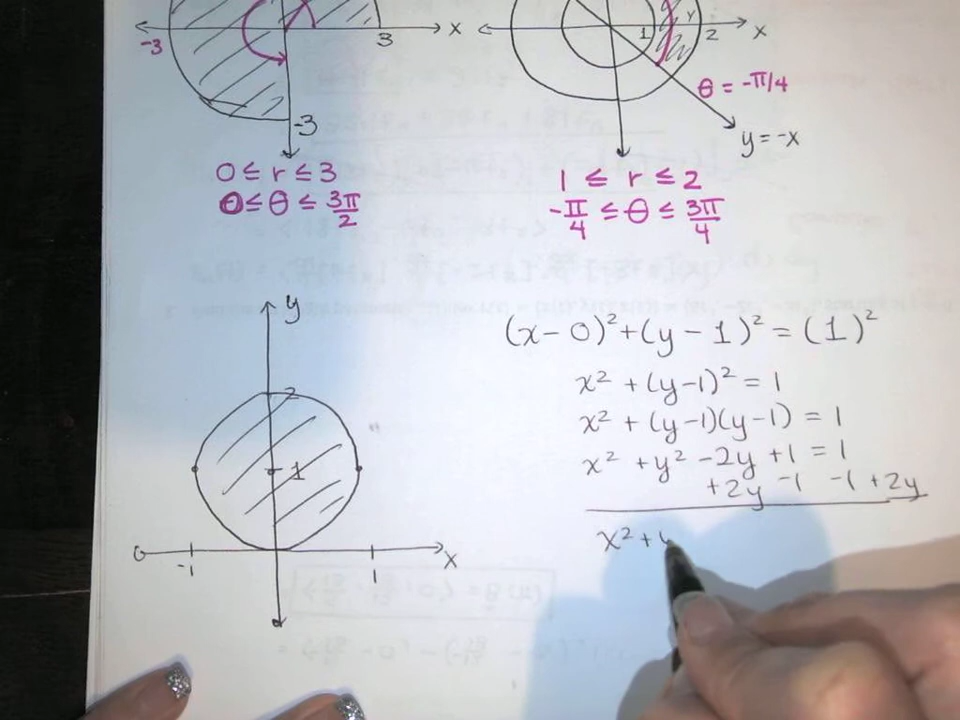 -3 3 x
-3
0 ≤ r ≤ 3
0 ≤ θ ≤ 3π/2
1 2 x
θ = -π/4
y = -x
1 ≤ r ≤ 2
-π/4 ≤ θ ≤ 3π/4
y
2
1
-1 1 x
(x - 0)² + (y - 1)² = (1)²
x² + (y-1)² = 1
x² + (y-1)(y-1) = 1
x² + y² - 2y + 1 = 1
+2y -1 -1 +2y
x² +